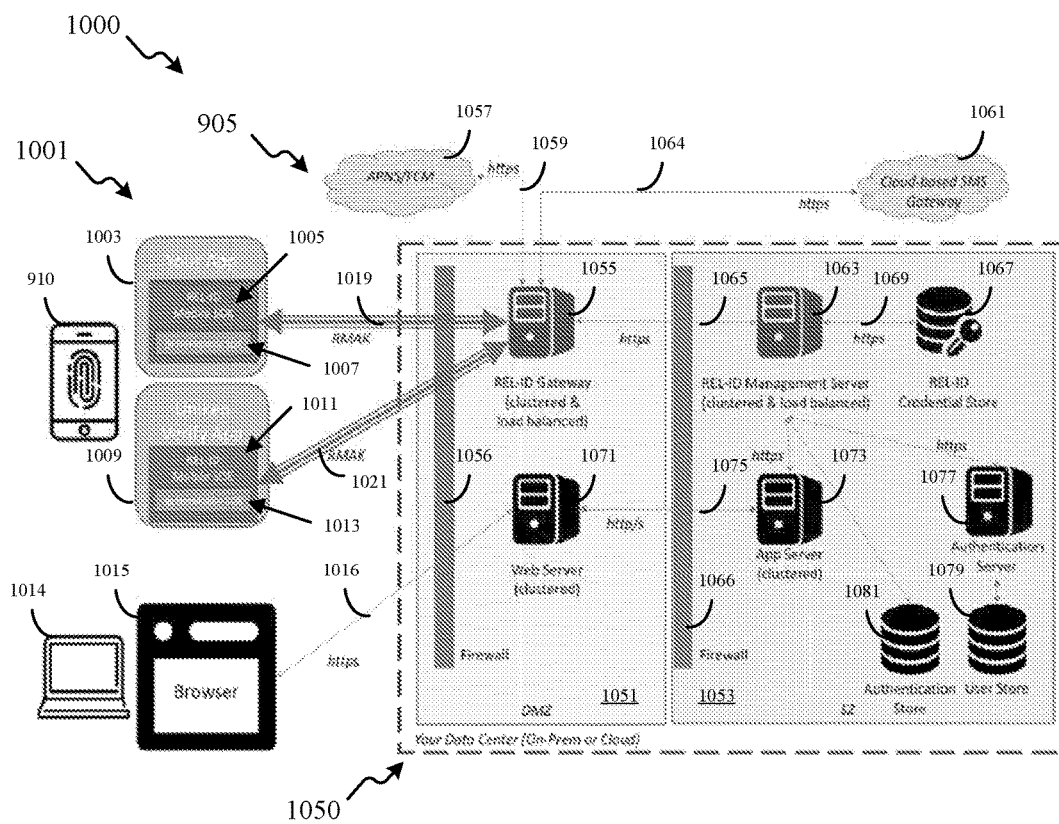 1000
905
1057
1059
1064
1061
1001
APNS/FCM
https
Cloud-based SMS
Gateway
https
1003
1005
1019
1055
1065
1063
1069
1067
910
RMAK
https
https
1007
REL-ID Gateway
(clustered &
load balanced)
REL-ID Management Server
(clustered & load balanced)
REL-ID
Credential Store
1011
1009
RMAK
1021
1056
1071
1075
https
1073
https
1077
1013
http/s
1014
1015
1016
Web Server
(clustered)
App Server
(clustered)
Authentication
Server
1066
1081
1079
https
Browser
Firewall
Firewall
Authentication
Store
User Store
1051
1053
DMZ
Your Data Center (On-Prem or Cloud)
1050